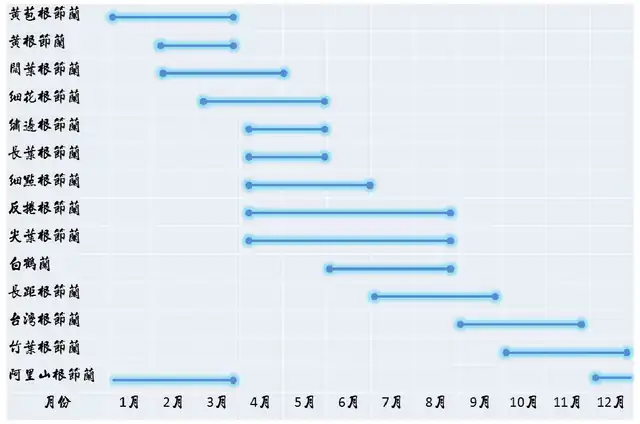 黃苞根節蘭
黃根節蘭
闊葉根節蘭
細花根節蘭
繡邊根節蘭
長葉根節蘭
細點根節蘭
反捲根節蘭
尖葉根節蘭
白鶴蘭
長距根節蘭
台灣根節蘭
竹葉根節蘭
阿里山根節蘭
月份 1月 2月 3月 4月 5月 6月 7月 8月 9月 10月 11月 12月